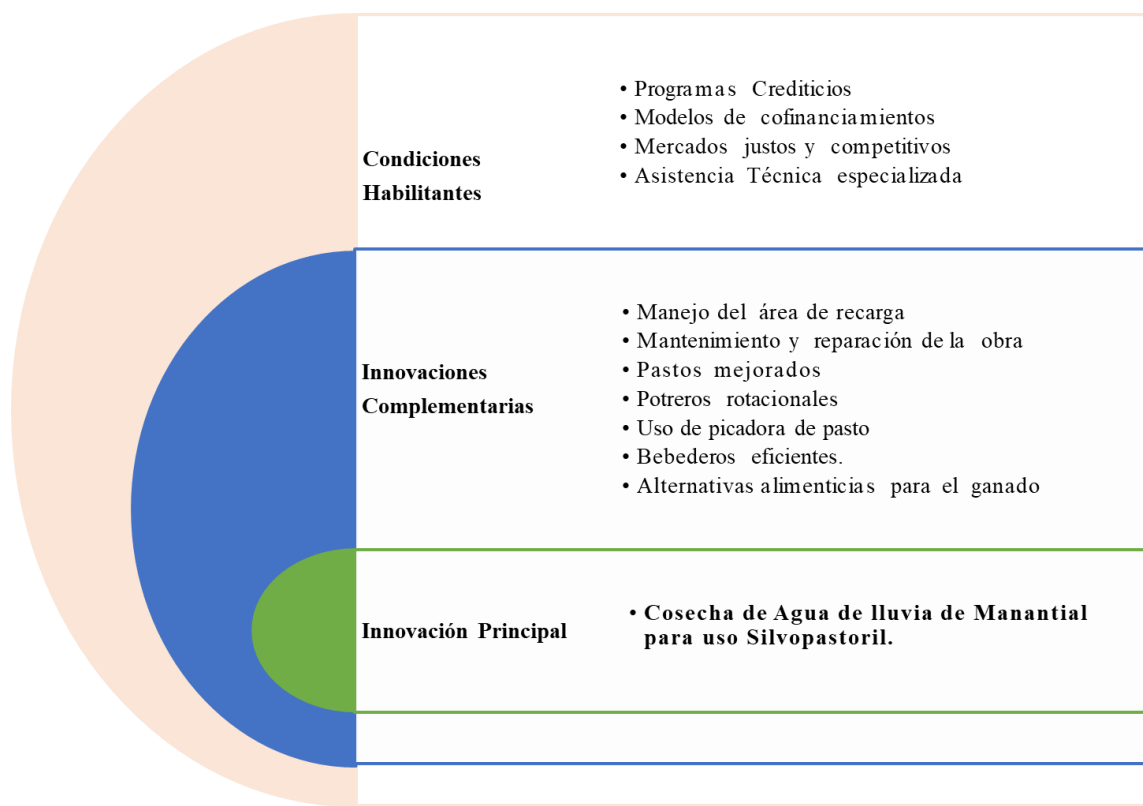 Condiciones
Habilitantes
• Programas Crediticios
• Modelos de cofinanciamientos
• Mercados justos y competitivos
• Asistencia Técnica especializada
Innovaciones
Complementarias
• Manejo del área de recarga
• Mantenimiento y reparación de la obra
• Pastos mejorados
• Potreros rotacionales
• Uso de picadora de pasto
• Bebederos eficientes.
• Alternativas alimenticias para el ganado
Innovación Principal
• Cosecha de Agua de lluvia de Manantial
para uso Silvopastoril.